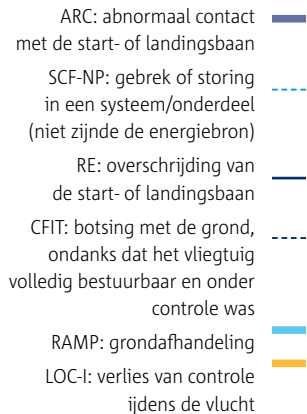 ARC: abnormaal contact
met de start- of landingsbaan
SCF-NP: gebrek of storing
in een systeem/onderdeel
(niet zijnde de energiebron)
RE: overschrijding van
de start- of landingsbaan
CFIT: botsing met de grond,
ondanks dat het vliegtuig
volledig bestuurbaar en onder
controle was
RAMP: grondafhandeling
LOC-I: verlies van controle
ijdens de vlucht